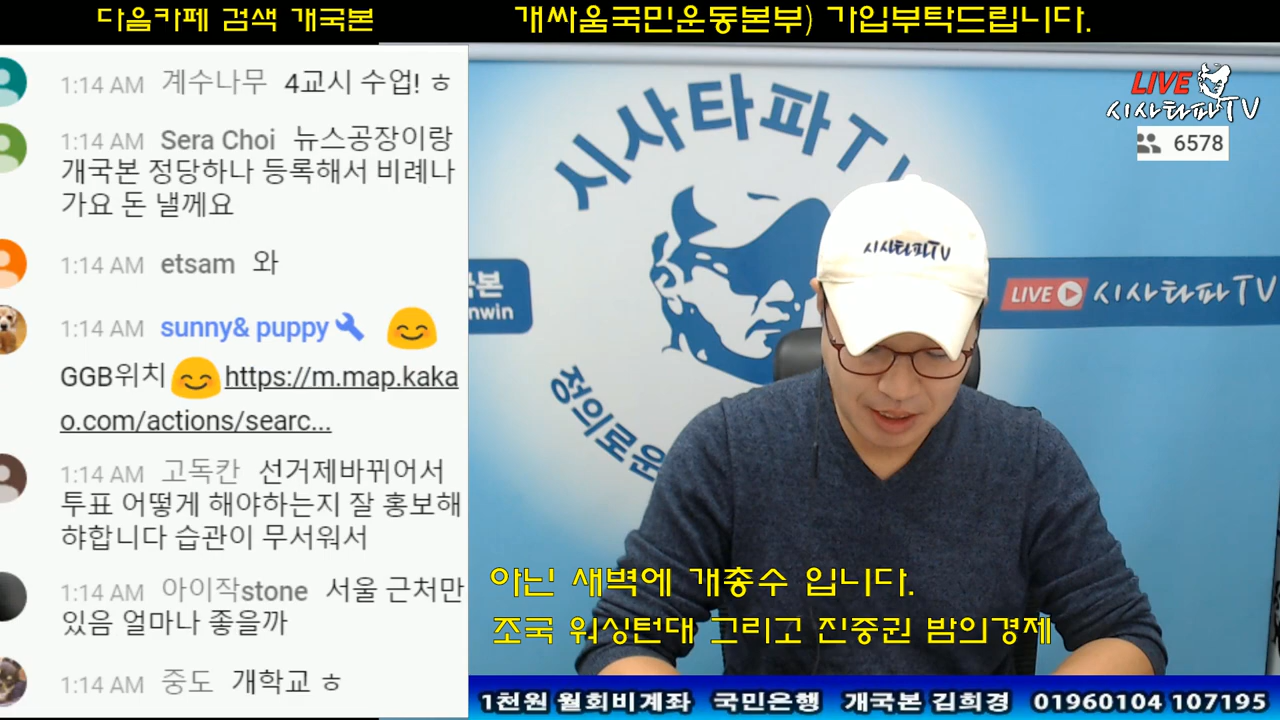 다음카페 검색 개국본
개싸움국민운동본부) 가입부탁드립니다.
1:14 AM 계수나무 4교시 수업! ㅎ
1:14 AM Sera Choi 뉴스공장이랑
개국본 정당하나 등록해서 비례나
가요 돈 낼께요
1:14 AM etsam 와
1:14 AM sunny& puppy 😊
GGB위치😊https://m.map.kaka
o.com/actions/searc...
1:14 AM 고독칸 선거제바뀌어서
투표 어떻게 해야하는지 잘 홍보해
햐합니다 습관이 무서워서
1:14 AM 아이작stone 서울 근처만
있음 얼마나 좋을까
1:14 AM 중도 개학교 ㅎ
시사타파TV
LIVE
시사타파TV
6578
시사타파TV
국본
nwin
LIVE 시사타파TV
정의로운
아닌 새벽에 개총수 입니다.
조국 워싱턴대 그리고 진중권 밤의경제
1천원 월회비계좌 국민은행 개국본 김희경 01960104 107195